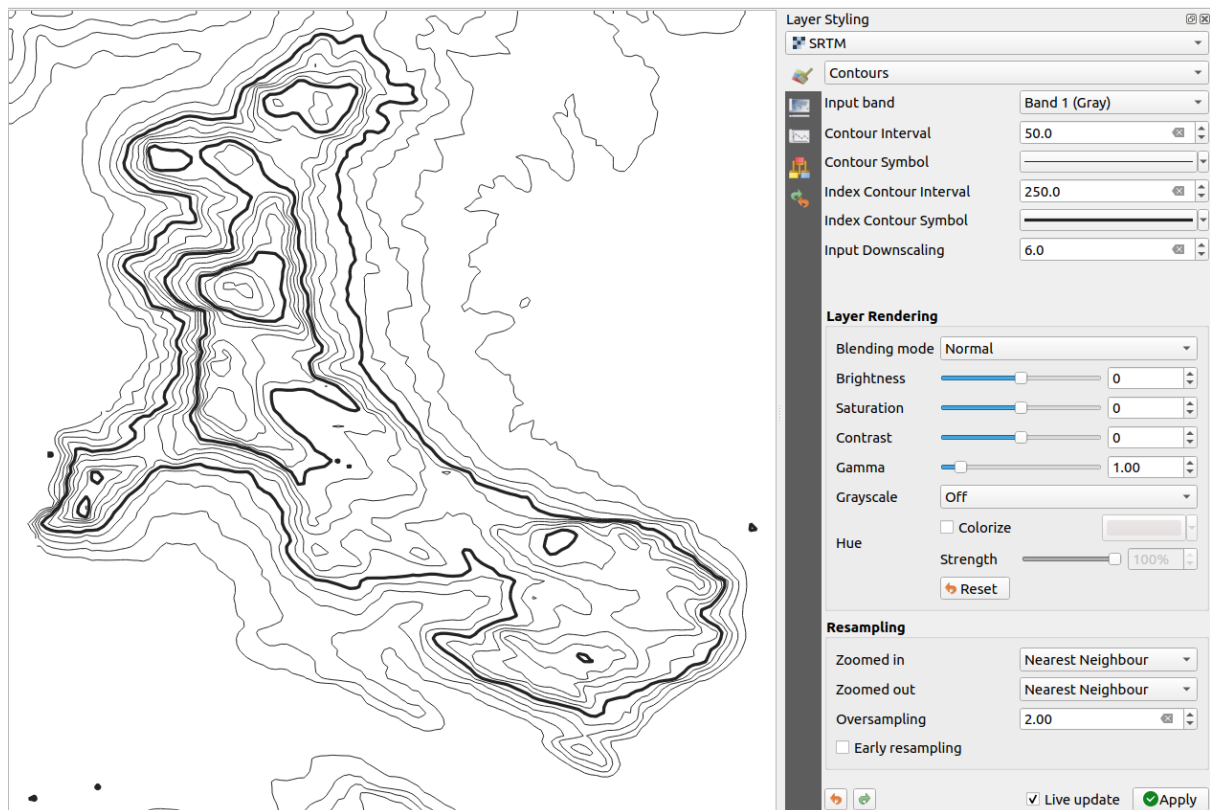 Layer Styling
SRTM
Contours
Input band Band 1 (Gray)
Contour Interval 50.0
Contour Symbol
Index Contour Interval 250.0
Index Contour Symbol
Input Downscaling 6.0
Layer Rendering
Blending mode Normal
Brightness 0
Saturation 0
Contrast 0
Gamma 1.00
Grayscale Off
Hue Colorize
Strength 100%
Reset
Resampling
Zoomed in Nearest Neighbour
Zoomed out Nearest Neighbour
Oversampling 2.00
Early resampling
Live update Apply